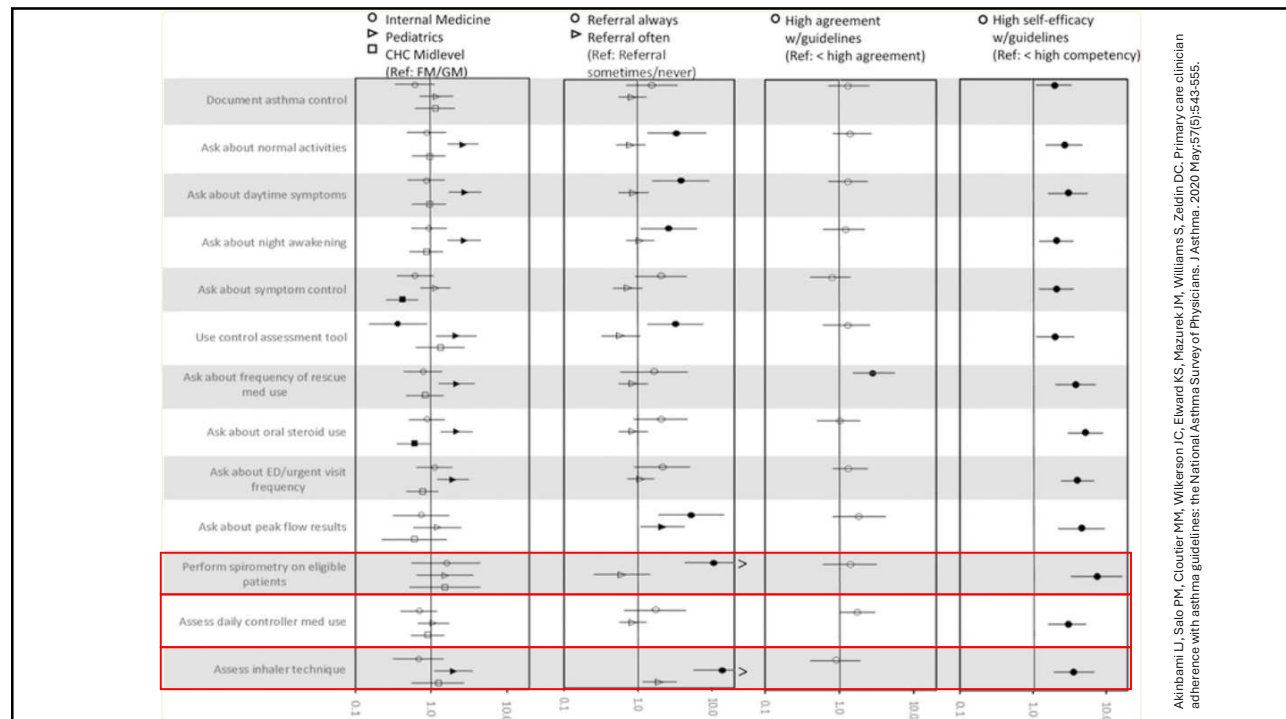 Internal Medicine
Pediatrics
CHC Midlevel
(Ref: FM/GM)
Referral always
Referral often
(Ref: Referral
sometimes/never)
High agreement
w/guidelines
(Ref: < high agreement)
High self-efficacy
w/guidelines
(Ref: < high competency)
Document asthma control
Ask about normal activities
Ask about daytime symptoms
Ask about night awakening
Ask about symptom control
Use control assessment tool
Ask about frequency of rescue
med use
Ask about oral steroid use
Ask about ED/urgent visit
frequency
Ask about peak flow results
Perform spirometry on eligible
patients
>
Assess daily controller med use
Assess inhaler technique
>
0.1
1.0
10.0
0.1
1.0
10.0
0.1
1.0
10.0
0.1
1.0
10.0
Akinbami LJ, Salo PM, Cloutier MM, Wilkerson JC, Elward KS, Mazurek JM, Williams S, Zeldin DC. Primary care clinician
adherence with asthma guidelines: the National Asthma Survey of Physicians. J Asthma. 2020 May;57(5):543-555.